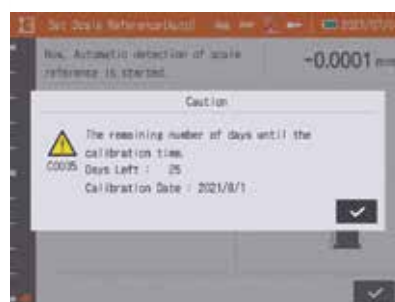 Set Scale Reference(Auto)
Now, Automatic detection of scale
reference is started.
-0.0001 mm
Caution
The remaining number of days until the
calibration time.
C0035
Days Left : 25
Calibration Date : 2021/8/1